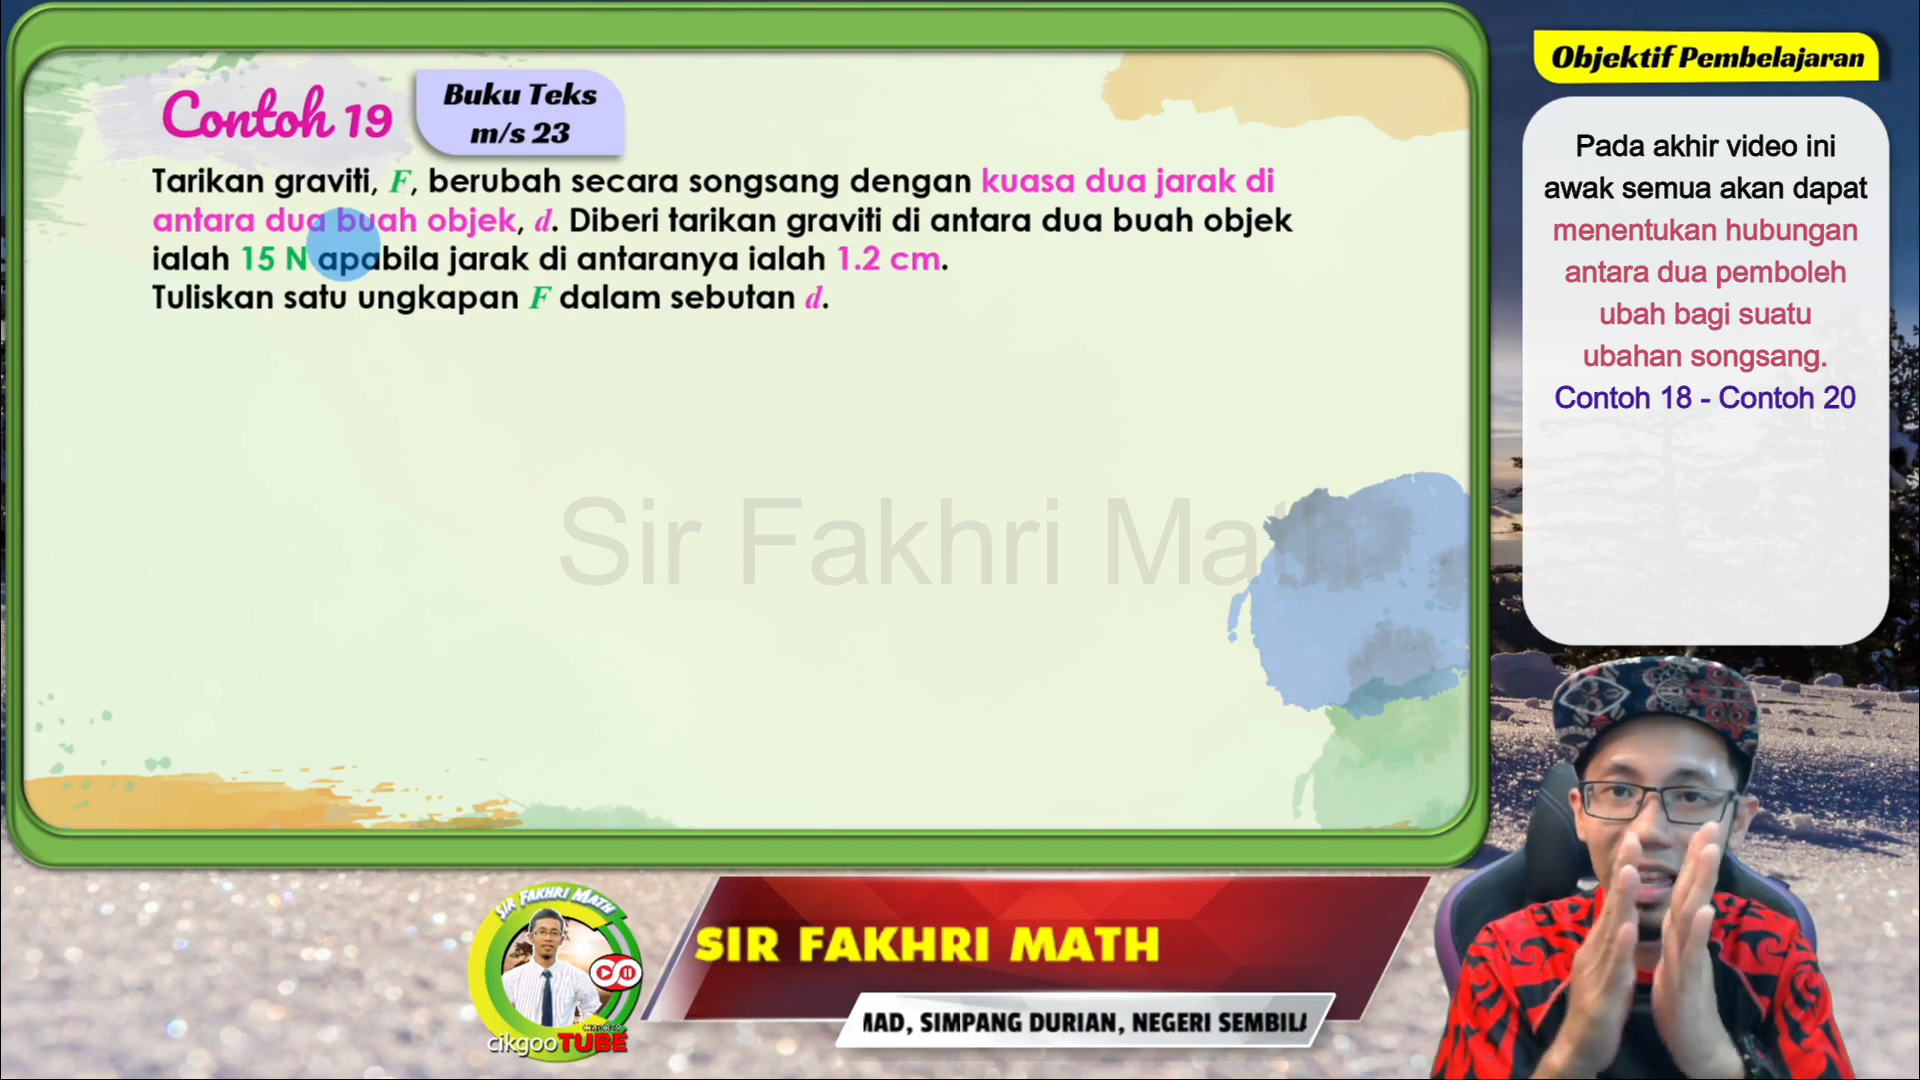 Contoh 19
Buku Teks
m/s 23
Tarikan graviti, F, berubah secara songsang dengan kuasa dua jarak di
antara dua buah objek, d. Diberi tarikan graviti di antara dua buah objek
ialah 15 N apabila jarak di antaranya ialah 1.2 cm.
Tuliskan satu ungkapan F dalam sebutan d.
Sir Fakhri Math
Objektif Pembelajaran
Pada akhir video ini
awak semua akan dapat
menentukan hubungan
antara dua pemboleh
ubah bagi suatu
ubahan songsang.
Contoh 18 - Contoh 20
SIR FAKHRI MATH
cikgooTUBE
SIR FAKHRI MATH
MAD, SIMPANG DURIAN, NEGERI SEMBIL